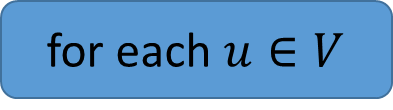 for each 𝑢 ∈ 𝑉